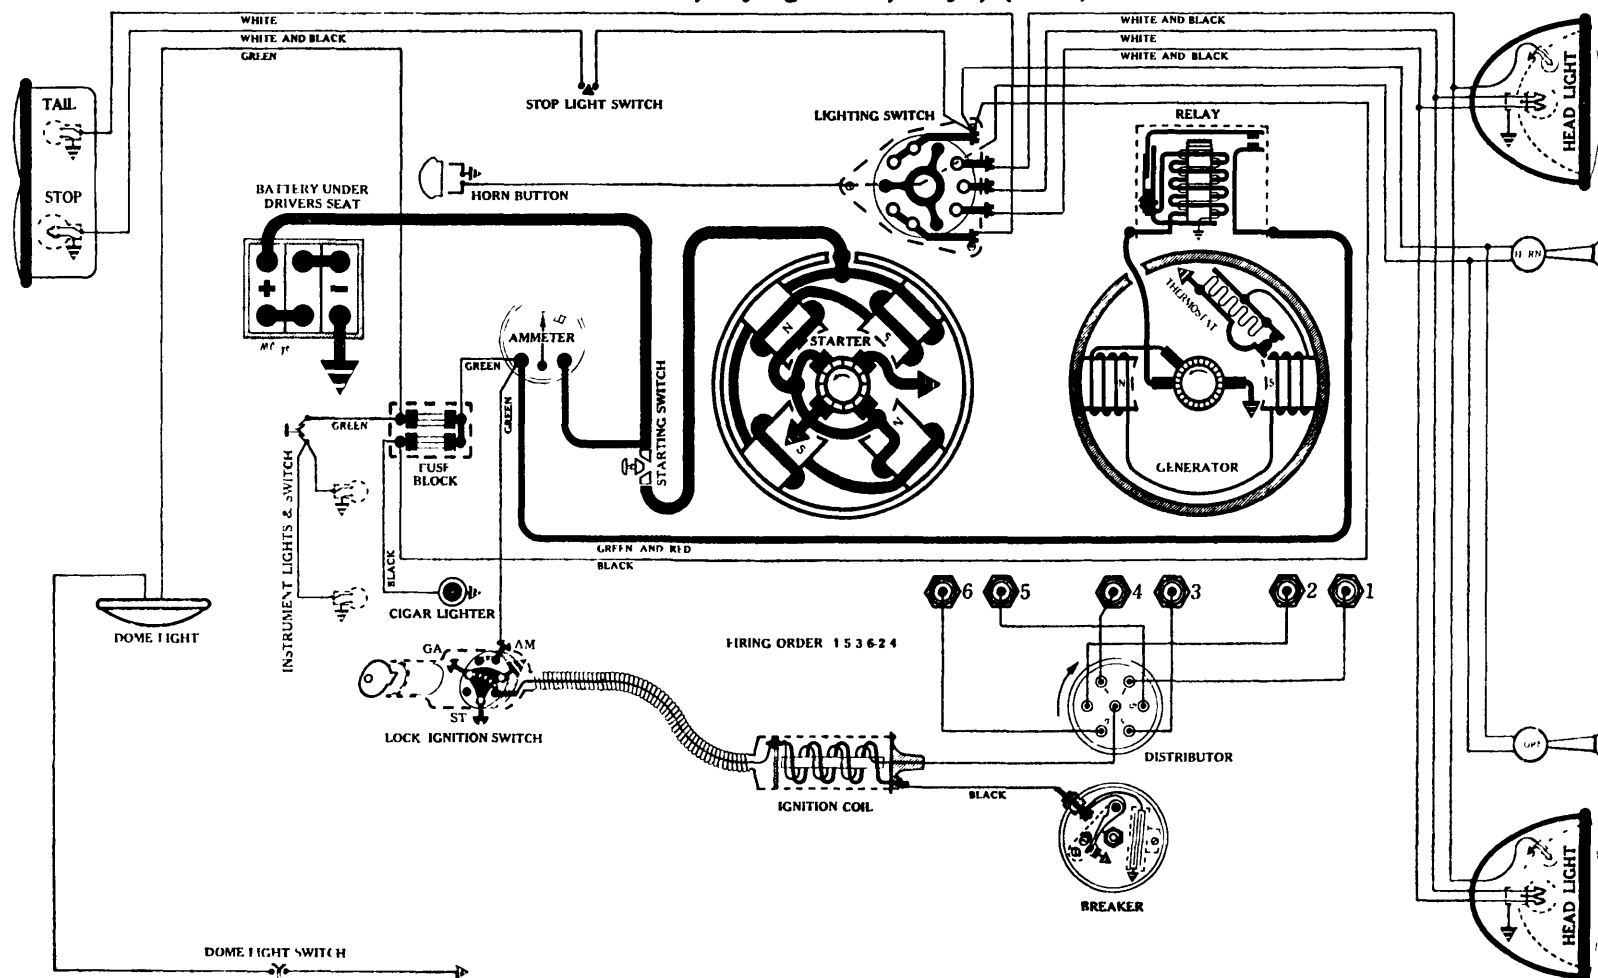 WHITE
WHITE AND BLACK
GREEN
WHITE AND BLACK
WHITE
WHITE AND BLACK
TAIL
STOP
STOP LIGHT SWITCH
LIGHTING SWITCH
RELAY
HEAD LIGHT
HORN BUTTON
BATTERY UNDER
DRIVERS SEAT
+
−
AMMETER
GREEN
GREEN
GREEN
STARTING SWITCH
STARTER
N
S
N
S
THERMOSTAT
N
S
GENERATOR
FUSE
BLOCK
INSTRUMENT LIGHTS & SWITCH
BLACK
GREEN AND RED
BLACK
CIGAR LIGHTER
DOME LIGHT
6
5
4
3
2
1
FIRING ORDER 1 5 3 6-2 4
GA
AM
ST
LOCK IGNITION SWITCH
DISTRIBUTOR
IGNITION COIL
BLACK
BREAKER
HEAD LIGHT
DOME LIGHT SWITCH